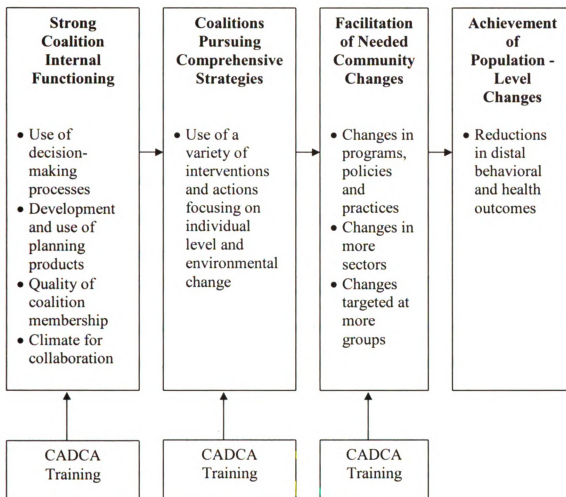 Strong
Coalition
Internal
Functioning
• Use of
decision-
making
processes
• Development
and use of
planning
products
• Quality of
coalition
membership
• Climate for
collaboration
Coalitions
Pursuing
Comprehensive
Strategies
• Use of a
variety of
interventions
and actions
focusing on
individual
level and
environmental
change
Facilitation
of Needed
Community
Changes
• Changes in
programs,
policies
and
practices
• Changes in
more
sectors
• Changes
targeted at
more
groups
Achievement
of
Population -
Level
Changes
• Reductions
in distal
behavioral
and health
outcomes
CADCA
Training
CADCA
Training
CADCA
Training